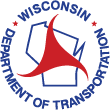 WISCONSIN
DEPARTMENT OF TRANSPORTATION